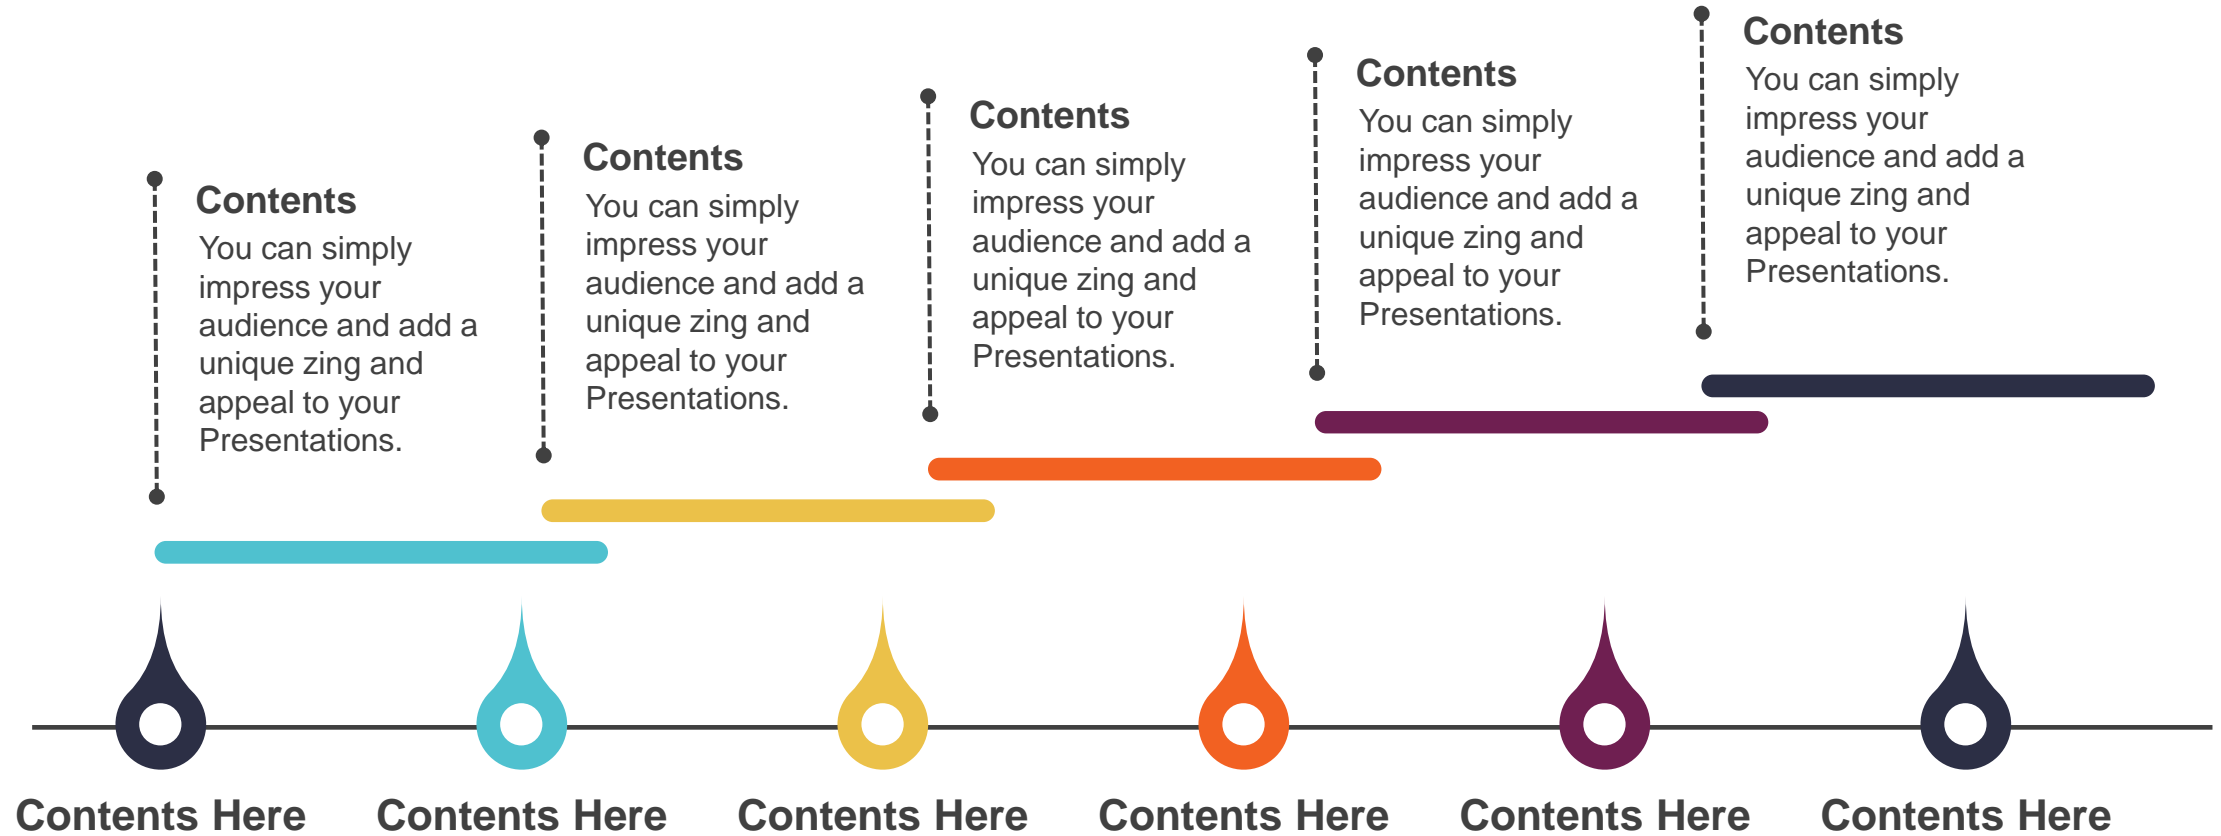 Contents
You can simply
impress your
audience and add a
unique zing and
appeal to your
Presentations.
Contents
You can simply
impress your
audience and add a
unique zing and
appeal to your
Presentations.
Contents
You can simply
impress your
audience and add a
unique zing and
appeal to your
Presentations.
Contents
You can simply
impress your
audience and add a
unique zing and
appeal to your
Presentations.
Contents
You can simply
impress your
audience and add a
unique zing and
appeal to your
Presentations.
Contents Here
Contents Here
Contents Here
Contents Here
Contents Here
Contents Here